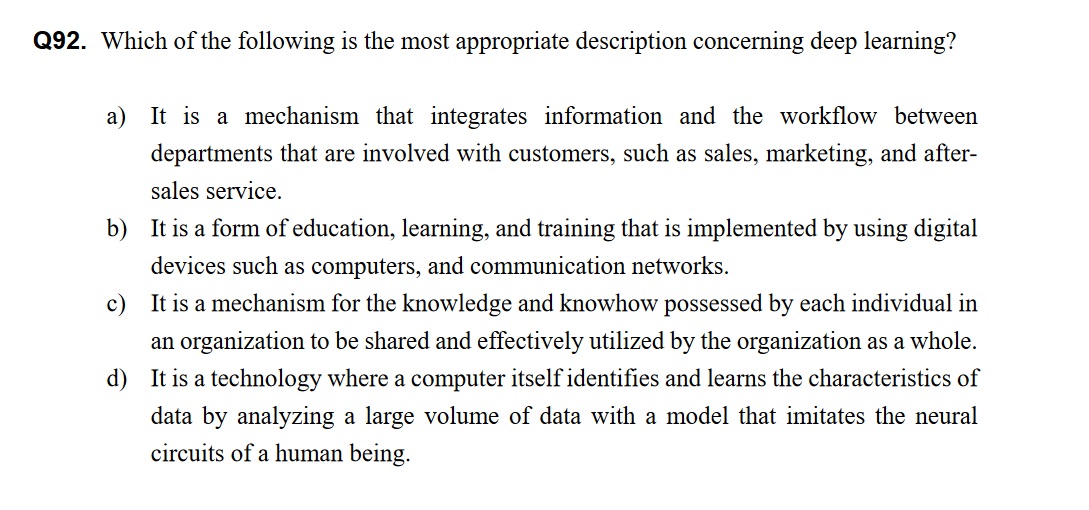 Q92. Which of the following is the most appropriate description concerning deep learning?
a) It is a mechanism that integrates information and the workflow between
departments that are involved with customers, such as sales, marketing, and after-
sales service.
b) It is a form of education, learning, and training that is implemented by using digital
devices such as computers, and communication networks.
c) It is a mechanism for the knowledge and knowhow possessed by each individual in
an organization to be shared and effectively utilized by the organization as a whole.
d) It is a technology where a computer itself identifies and learns the characteristics of
data by analyzing a large volume of data with a model that imitates the neural
circuits of a human being.